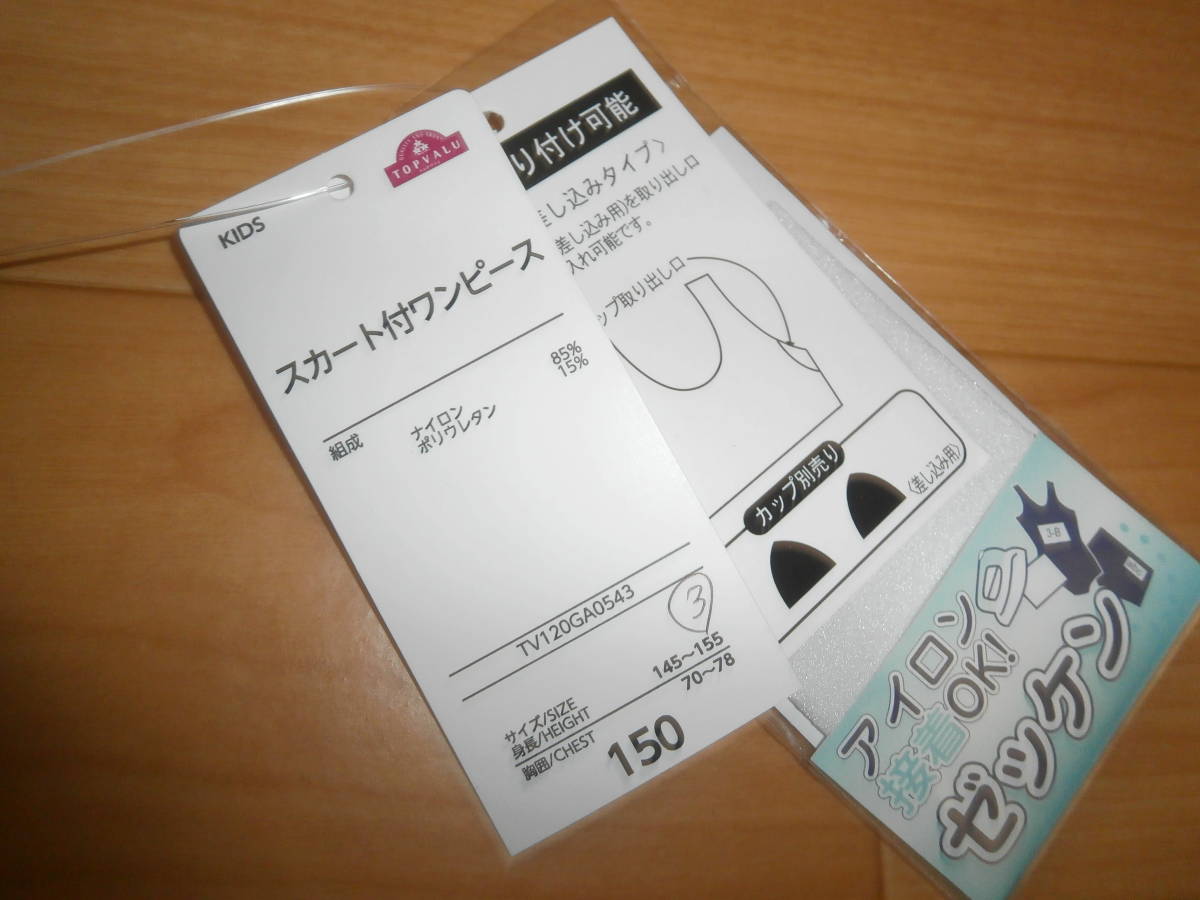 KIDS
TOPVALU
スカート付ワンピース
組成
ナイロン 85%
ポリウレタン 15%
TV120GA0543
3
サイズ/SIZE
身長/HEIGHT 145～155
胸囲/CHEST 70～78
150
り付け可能
差し込みタイプ〉
差し込み用)を取り出し口
入れ可能です。
ップ取り出し口
カップ別売り
〈差し込み用〉
3-B
アイロン
接着OK!
ゼッケン